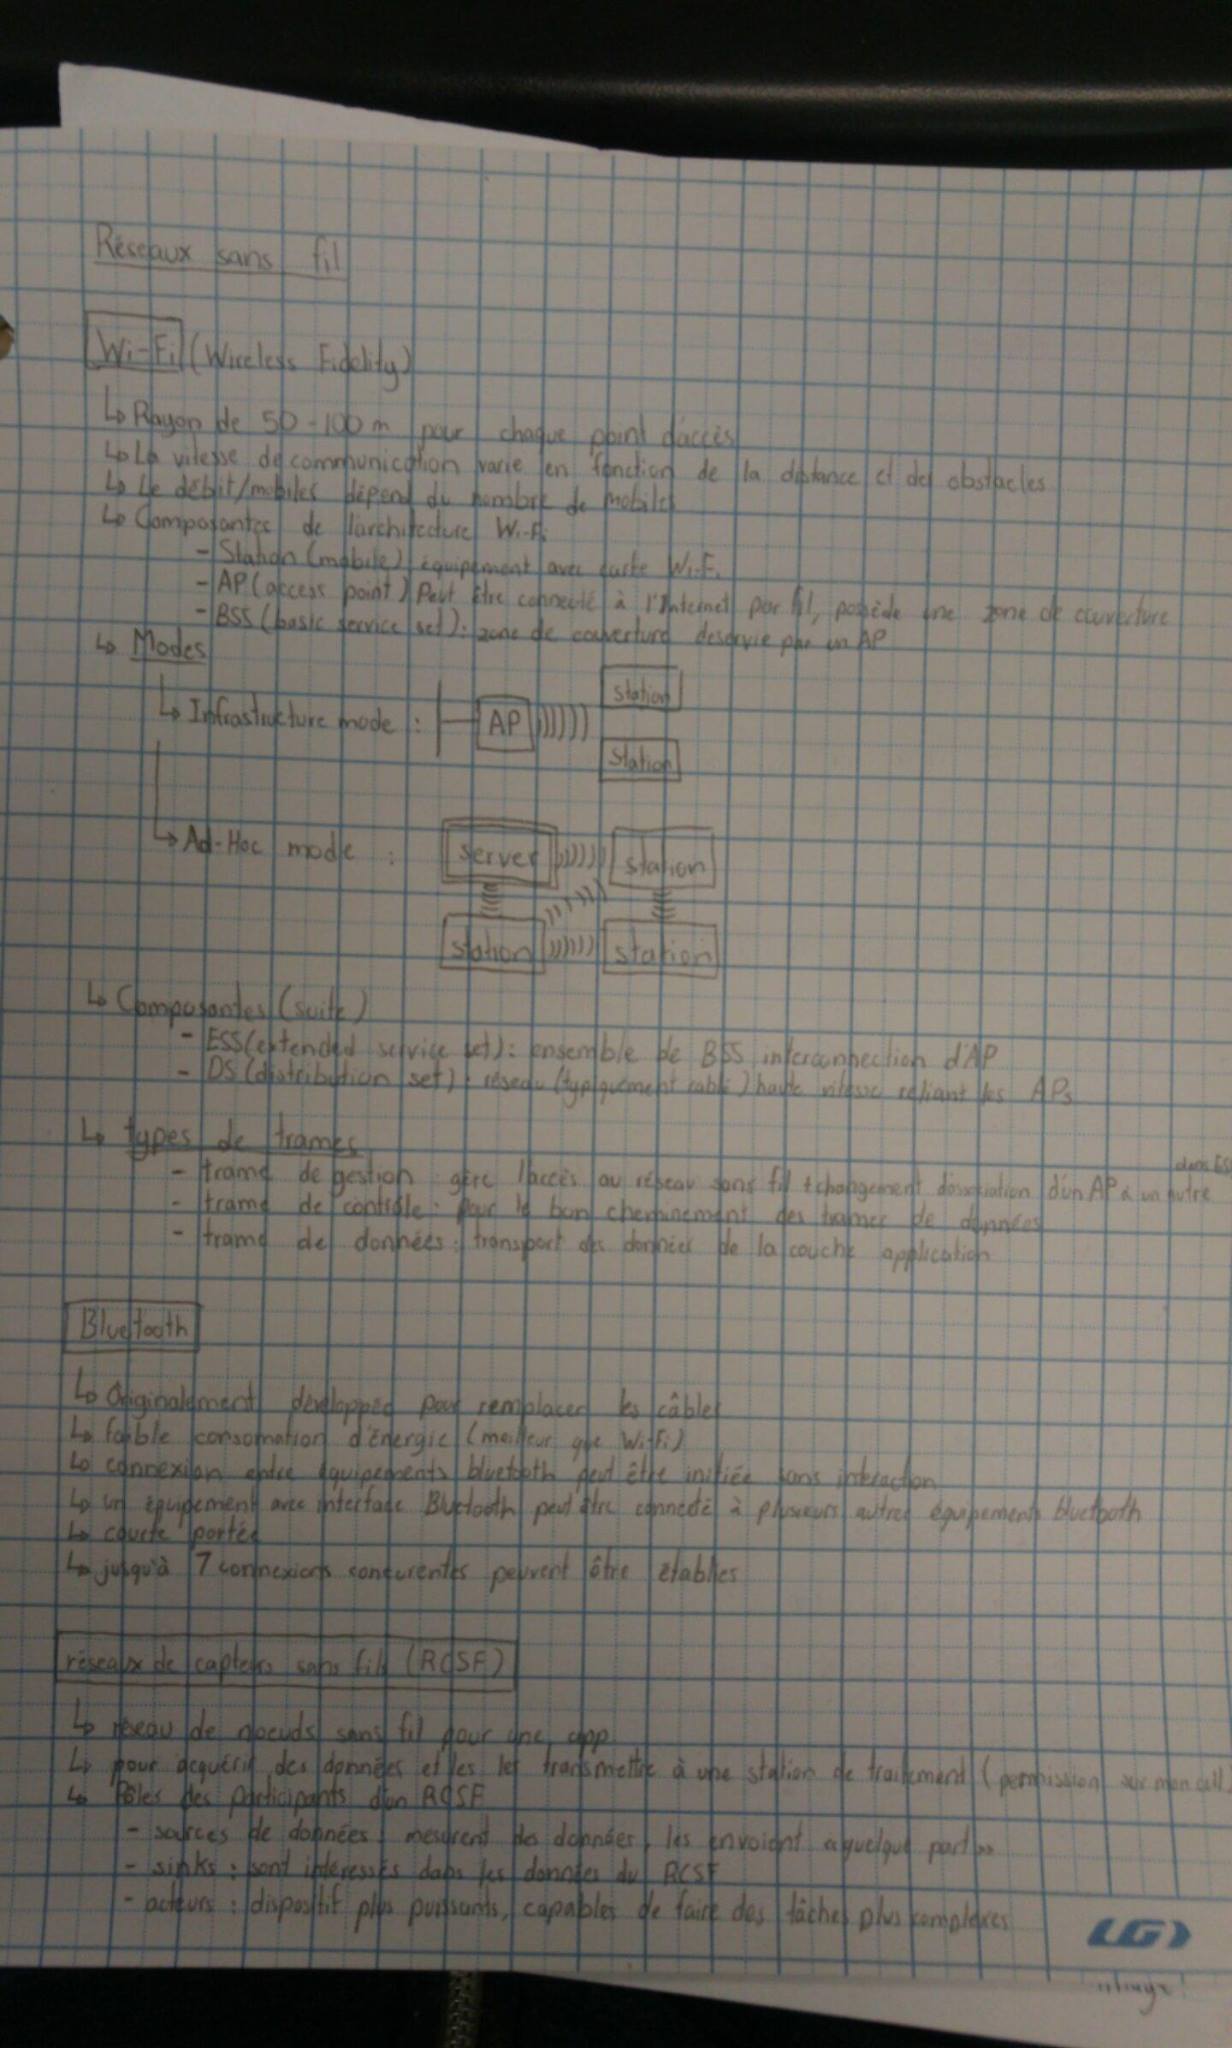 Réseaux sans fil
Wi-Fi (Wireless Fidelity)
↳ Rayon de 50-100m pour chaque point d'accès
↳ La vitesse de communication varie en fonction de la distance et des obstacles
↳ Le débit/mobiles dépend du nombre de mobiles
↳ Composantes de l'architecture Wi-Fi
- Station (mobile) équipement avec carte Wi-Fi
- AP (access point) Peut être connecté à l'Internet par fil, possède une zone de couverture
- BSS (basic service set): zone de couverture desservie par un AP
↳ Modes
↳ Infrastructure mode : AP station
station
↳ Ad-Hoc mode : server station
station station
↳ Composantes (suite)
- ESS (extended service set): ensemble de BSS interconnection d'AP
- DS (distribution set): réseau (typiquement cablé) haute vitesse reliant les APs
↳ types de trames
dans ESS
- trame de gestion: gère l'accès au réseau sans fil + changement d'association d'un AP à un autre
- trame de contrôle: pour le bon cheminement des trames de données
- trame de données: transport des données de la couche application
Bluetooth
↳ Originalement développée pour remplacer les câbles
↳ faible consomation d'énergie (meilleur que Wi-Fi)
↳ connexion entre équipements bluetooth peut être initiée sans interaction
↳ un équipement avec interface Bluetooth peut être connecté à plusieurs autres équipements bluetooth
↳ courte portée
↳ jusqu'à 7 connexions concurentes peuvent être établies
réseaux de capteurs sans fils (RCSF)
↳ réseau de noeuds sans fil pour une app
↳ pour acquérir des données et les les transmettre à une station de traitement (permission sur mon cell)
↳ Rôles des participants d'un RCSF
- sources de données: mesurent des données, les envoient "quelque part"
- sinks: sont intéressés dans les données du RCSF
- acteurs: dispositif plus puissants, capables de faire des tâches plus complexes
LG